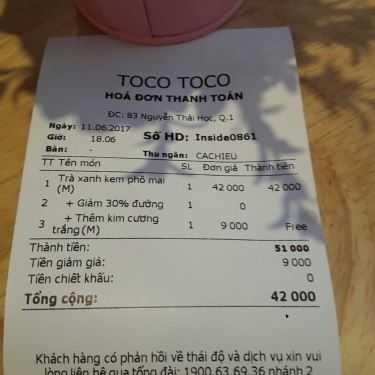 TOCO TOCO
HOÁ ĐƠN THANH TOÁN
ĐC: 83 Nguyễn Thái Học, Q.1
Ngày: 11.06.2017
Giờ: 18.06 Số HD: Inside0861
Bàn: - Thu ngân: CACHIEU
TT Tên món SL Đơn giá Thành tiền
1 Trà xanh kem phô mai (M) 1 42 000 42 000
2 + Giảm 30% đường 1 0
3 + Thêm kim cương trắng(M) 1 9 000 Free
Thành tiền: 51 000
Tiền giảm giá: 9 000
Tiền chiết khấu: 0
Tổng cộng: 42 000
Khách hàng có phản hồi về thái độ và dịch vụ xin vui
lòng liên hệ qua tổng đài: 1900.63.69.36 nhánh 2